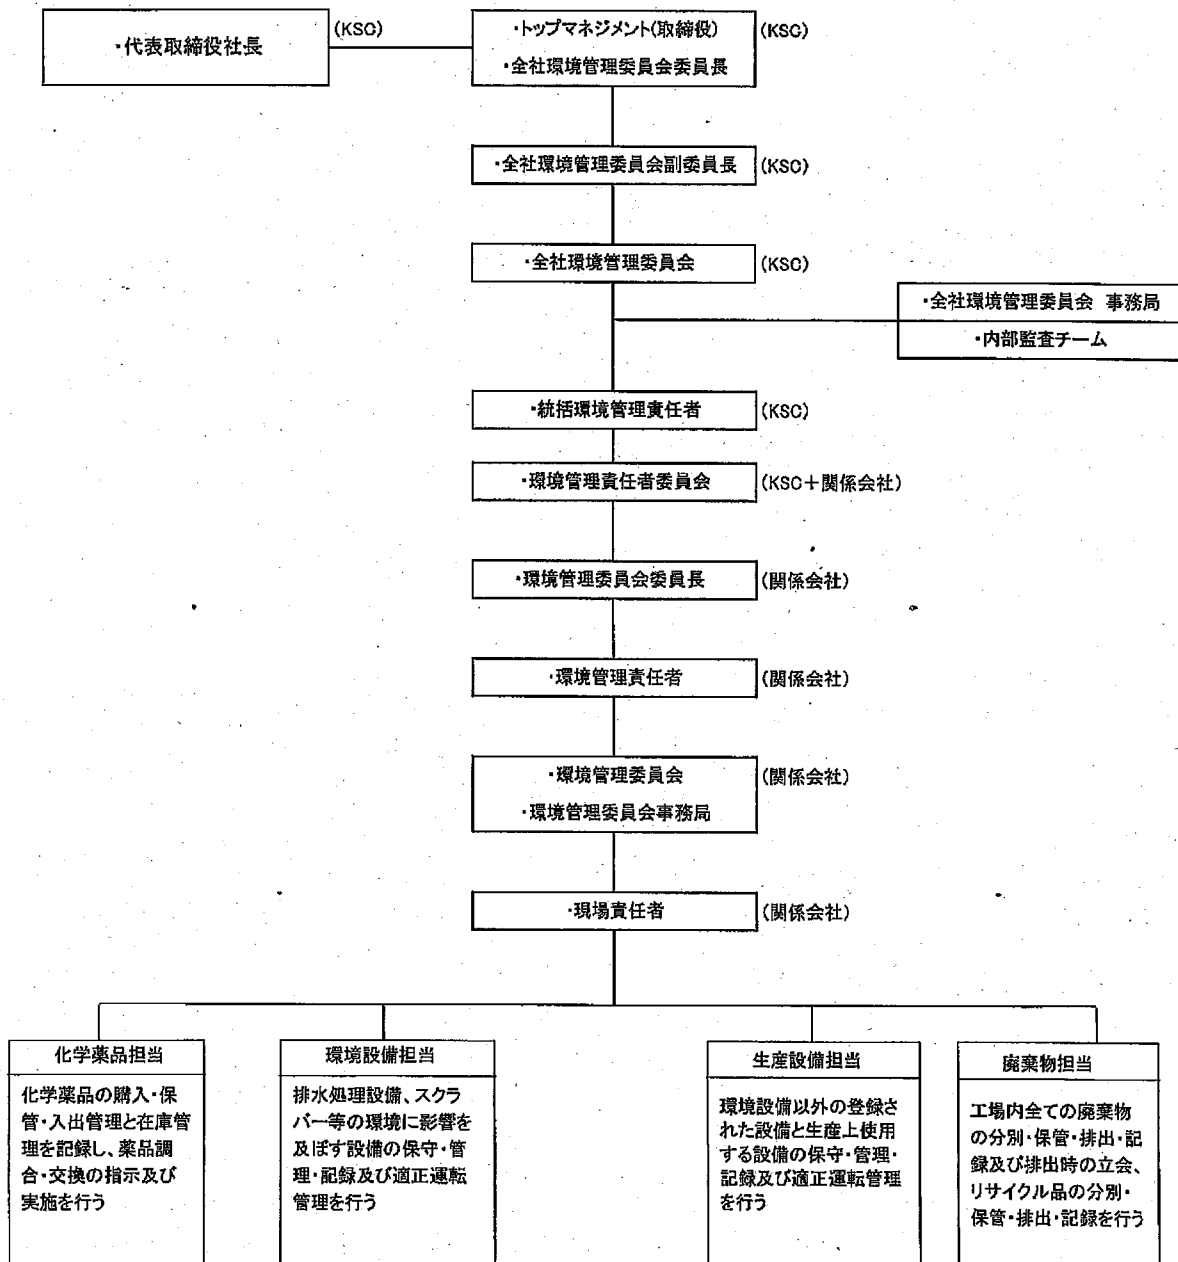 ・代表取締役社長
(KSC)
・トップマネジメント(取締役)
・全社環境管理委員会委員長
(KSC)
・全社環境管理委員会副委員長
(KSC)
・全社環境管理委員会
(KSC)
・全社環境管理委員会 事務局
・内部監査チーム
・統括環境管理責任者
(KSC)
・環境管理責任者委員会
(KSC+関係会社)
・環境管理委員会委員長
(関係会社)
・環境管理責任者
(関係会社)
・環境管理委員会
・環境管理委員会事務局
(関係会社)
・現場責任者
(関係会社)
化学薬品担当
化学薬品の購入・保
管・入出管理と在庫管
理を記録し、薬品調
合・交換の指示及び
実施を行う
環境設備担当
排水処理設備、スクラ
バー等の環境に影響を
及ぼす設備の保守・管
理・記録及び適正運転
管理を行う
生産設備担当
環境設備以外の登録さ
れた設備と生産上使用
する設備の保守・管理・
記録及び適正運転管理
を行う
廃棄物担当
工場内全ての廃棄物
の分別・保管・排出・記
録及び排出時の立会、
リサイクル品の分別・
保管・排出・記録を行う